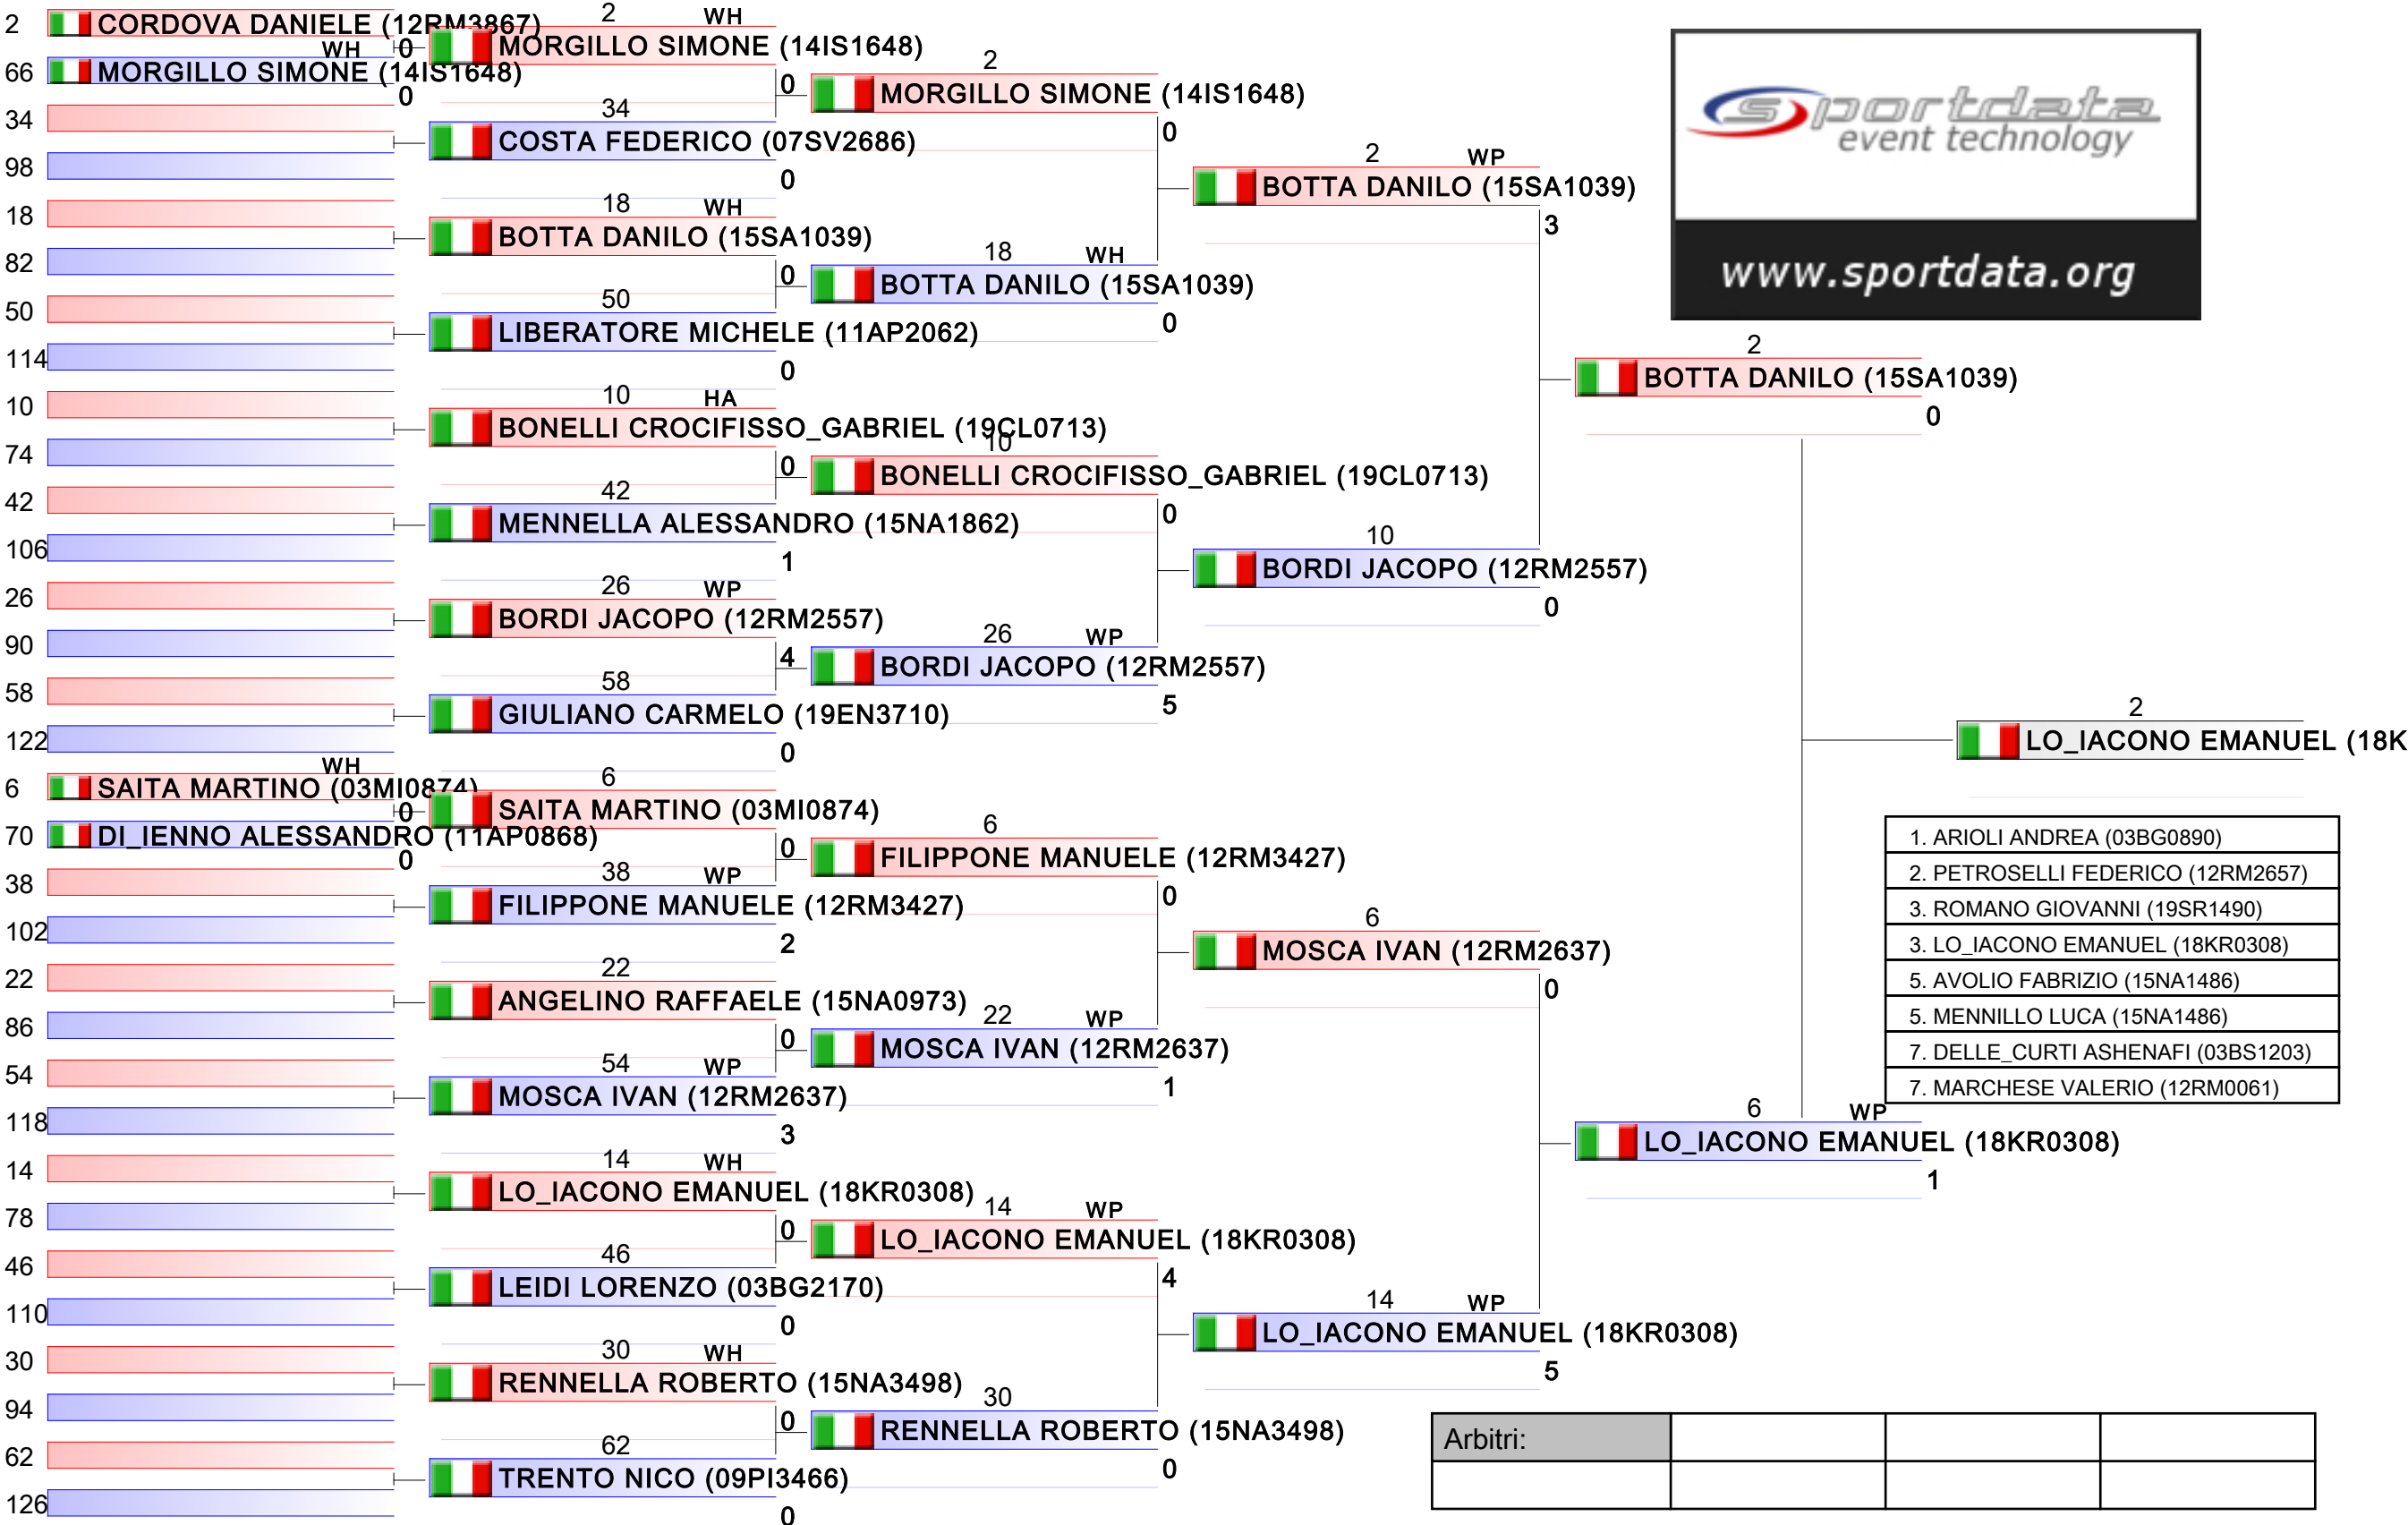 2
CORDOVA DANIELE (12RM3867)
WH
0
66
MORGILLO SIMONE (14IS1648)
0
34
98
18
82
50
114
10
74
42
106
26
90
58
122
6
SAITA MARTINO (03MI0874)
WH
0
70
DI_IENNO ALESSANDRO (11AP0868)
0
38
102
22
86
54
118
14
78
46
110
30
94
62
126
2 WH
MORGILLO SIMONE (14IS1648)
0
34
COSTA FEDERICO (07SV2686)
0
18 WH
BOTTA DANILO (15SA1039)
0
50
LIBERATORE MICHELE (11AP2062)
0
10 HA
BONELLI CROCIFISSO_GABRIEL (19CL0713)
0
42
MENNELLA ALESSANDRO (15NA1862)
1
26 WP
BORDI JACOPO (12RM2557)
4
58
GIULIANO CARMELO (19EN3710)
0
6
SAITA MARTINO (03MI0874)
0
38 WP
FILIPPONE MANUELE (12RM3427)
2
22
ANGELINO RAFFAELE (15NA0973)
0
54 WP
MOSCA IVAN (12RM2637)
3
14 WH
LO_IACONO EMANUEL (18KR0308)
0
46
LEIDI LORENZO (03BG2170)
0
30 WH
RENNELLA ROBERTO (15NA3498)
0
62
TRENTO NICO (09PI3466)
0
2
MORGILLO SIMONE (14IS1648)
0
18 WH
BOTTA DANILO (15SA1039)
0
10
BONELLI CROCIFISSO_GABRIEL (19CL0713)
0
26 WP
BORDI JACOPO (12RM2557)
5
6
FILIPPONE MANUELE (12RM3427)
0
22 WP
MOSCA IVAN (12RM2637)
1
14 WP
LO_IACONO EMANUEL (18KR0308)
4
30
RENNELLA ROBERTO (15NA3498)
0
2 WP
BOTTA DANILO (15SA1039)
3
10
BORDI JACOPO (12RM2557)
0
6
MOSCA IVAN (12RM2637)
0
14 WP
LO_IACONO EMANUEL (18KR0308)
5
sportdata
event technology
www.sportdata.org
2
BOTTA DANILO (15SA1039)
0
6 WP
LO_IACONO EMANUEL (18KR0308)
1
2
LO_IACONO EMANUEL (18K
1. ARIOLI ANDREA (03BG0890)
2. PETROSELLI FEDERICO (12RM2657)
3. ROMANO GIOVANNI (19SR1490)
3. LO_IACONO EMANUEL (18KR0308)
5. AVOLIO FABRIZIO (15NA1486)
5. MENNILLO LUCA (15NA1486)
7. DELLE_CURTI ASHENAFI (03BS1203)
7. MARCHESE VALERIO (12RM0061)
Arbitri: